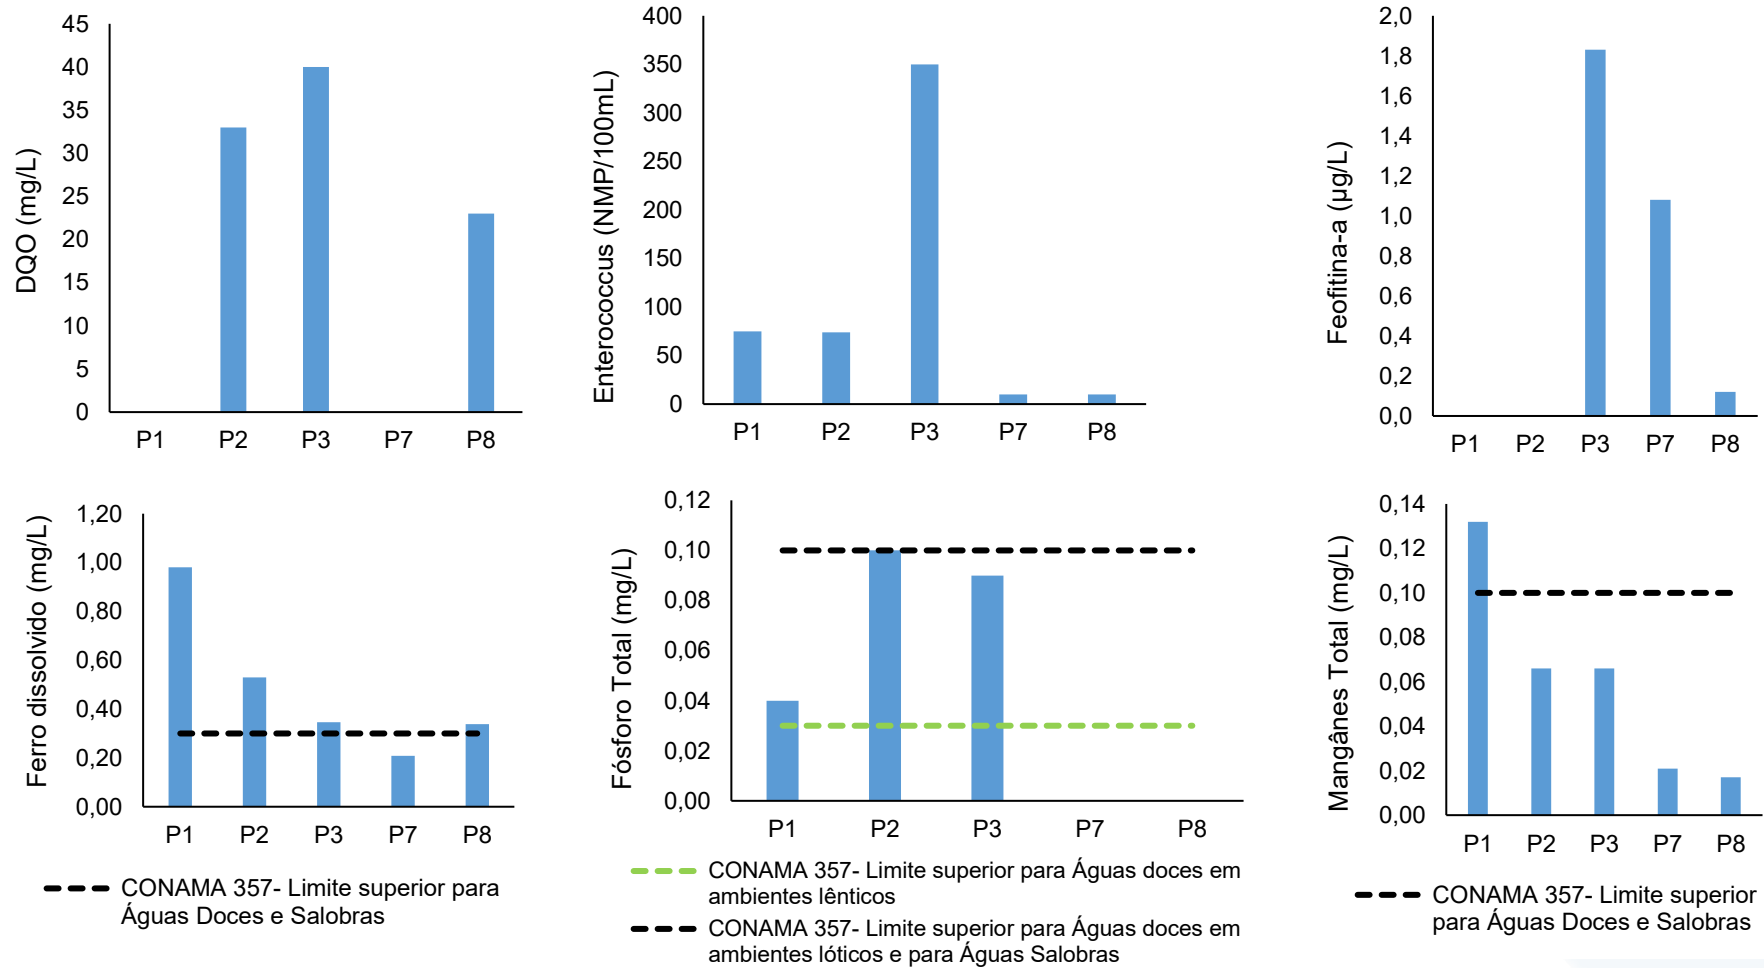 DQO (mg/L)
45
40
35
30
25
20
15
10
5
0
P1 P2 P3 P7 P8
Enterococcus (NMP/100mL)
400
350
300
250
200
150
100
50
0
P1 P2 P3 P7 P8
Feofitina-a (µg/L)
2,0
1,8
1,6
1,4
1,2
1,0
0,8
0,6
0,4
0,2
0,0
P1 P2 P3 P7 P8
Ferro dissolvido (mg/L)
1,20
1,00
0,80
0,60
0,40
0,20
0,00
P1 P2 P3 P7 P8
CONAMA 357- Limite superior para
Águas Doces e Salobras
Fósforo Total (mg/L)
0,12
0,10
0,08
0,06
0,04
0,02
0,00
P1 P2 P3 P7 P8
CONAMA 357- Limite superior para Águas doces em
ambientes lênticos
CONAMA 357- Limite superior para Águas doces em
ambientes lóticos e para Águas Salobras
Mangânes Total (mg/L)
0,14
0,12
0,10
0,08
0,06
0,04
0,02
0,00
P1 P2 P3 P7 P8
CONAMA 357- Limite superior
para Águas Doces e Salobras